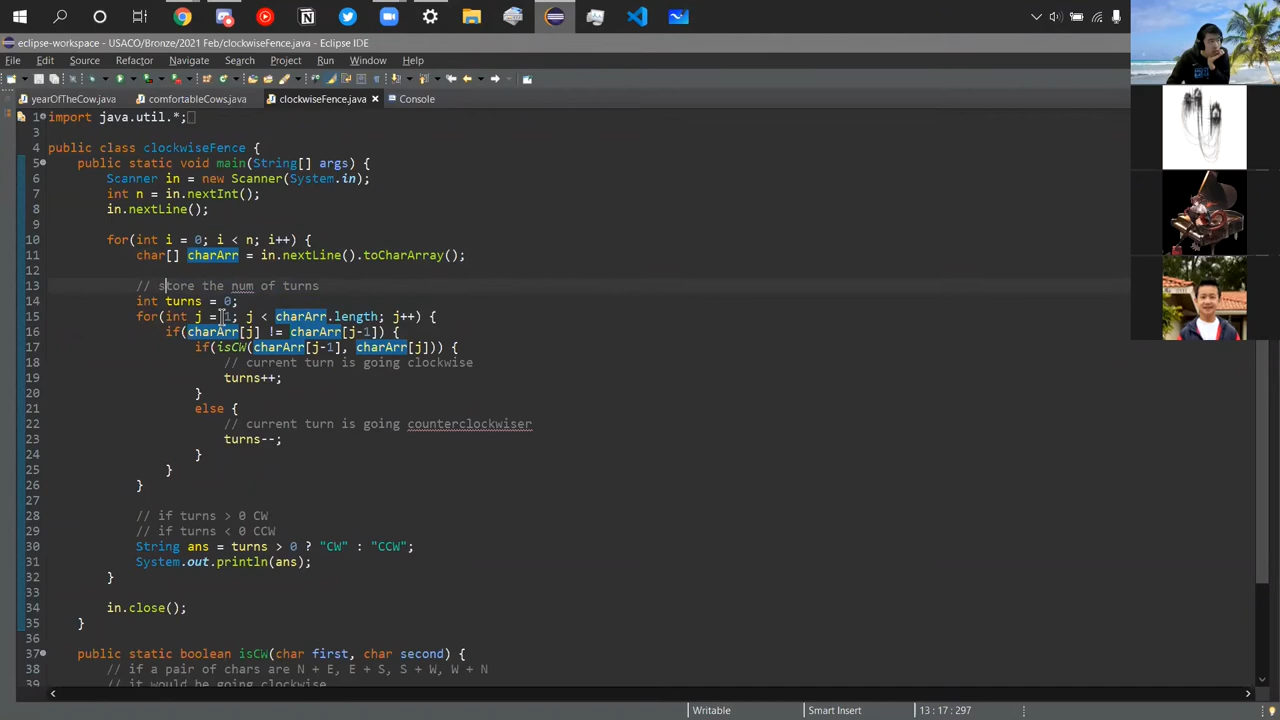 eclipse-workspace - USACO/Bronze/2021 Feb/clockwiseFence.java - Eclipse IDE
File Edit Source Refactor Navigate Search Project Run Window Help
yearOfTheCow.java comfortableCows.java clockwiseFence.java Console
1 import java.util.*;
3
4 public class clockwiseFence {
5 public static void main(String[] args) {
6 Scanner in = new Scanner(System.in);
7 int n = in.nextInt();
8 in.nextLine();
9
10 for(int i = 0; i < n; i++) {
11 char[] charArr = in.nextLine().toCharArray();
12
13 // store the num of turns
14 int turns = 0;
15 for(int j = 1; j < charArr.length; j++) {
16 if(charArr[j] != charArr[j-1]) {
17 if(isCW(charArr[j-1], charArr[j])) {
18 // current turn is going clockwise
19 turns++;
20 }
21 else {
22 // current turn is going counterclockwiser
23 turns--;
24 }
25 }
26 }
27
28 // if turns > 0 CW
29 // if turns < 0 CCW
30 String ans = turns > 0 ? "CW" : "CCW";
31 System.out.println(ans);
32 }
33
34 in.close();
35 }
36
37 public static boolean isCW(char first, char second) {
38 // if a pair of chars are N + E, E + S, S + W, W + N
39 // it would be going clockwise
Writable Smart Insert 13 : 17 : 297